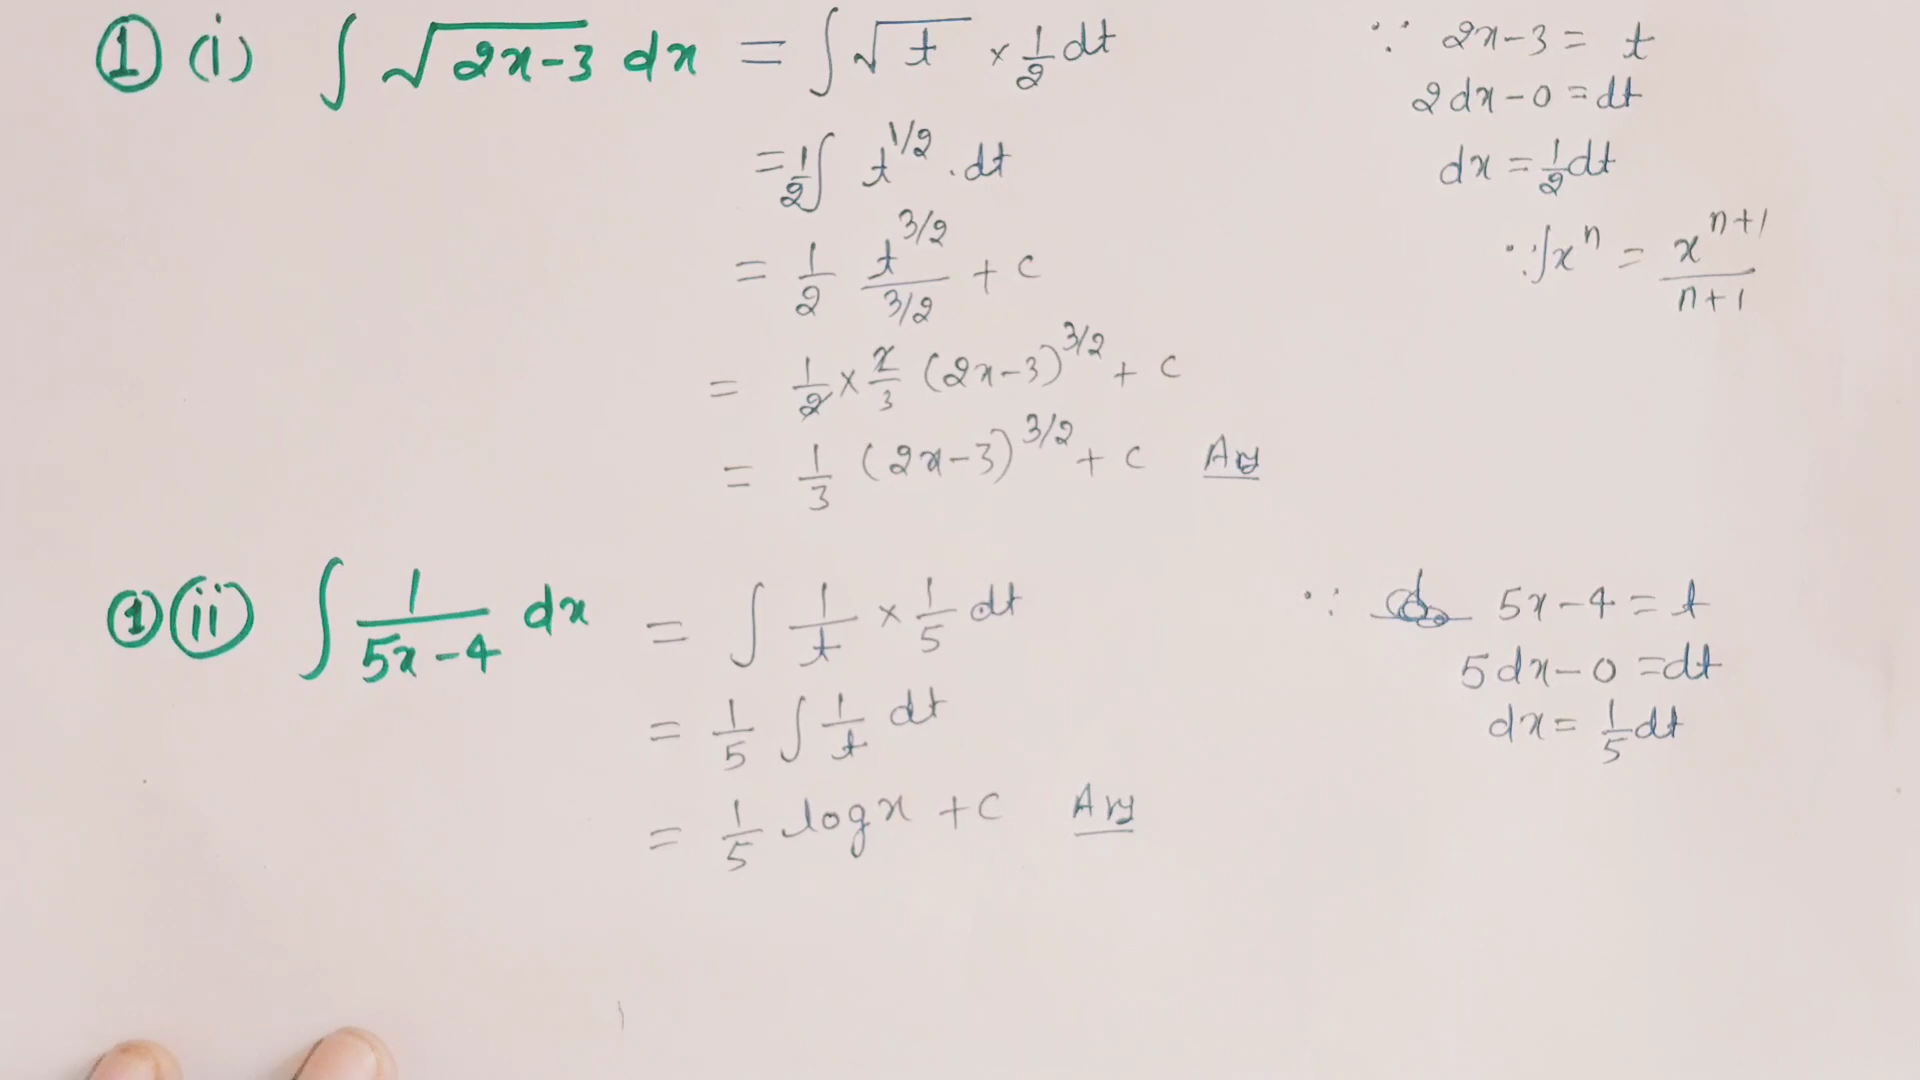 ① (i) ∫ √(2x-3) dx = ∫ √t × 1/2 dt
∵ 2x-3 = t
2dx-0 = dt
dx = 1/2 dt
∵ ∫x^n = x^(n+1)/(n+1)
= 1/2 ∫ t^(1/2) . dt
= 1/2 t^(3/2)/(3/2) + c
= 1/2 × 2/3 (2x-3)^(3/2) + c
= 1/3 (2x-3)^(3/2) + c Ans
① (ii) ∫ 1/(5x-4) dx = ∫ 1/t × 1/5 dt
∵ 5x-4 = t
5dx-0 = dt
dx = 1/5 dt
= 1/5 ∫ 1/t dt
= 1/5 log x + c Ans